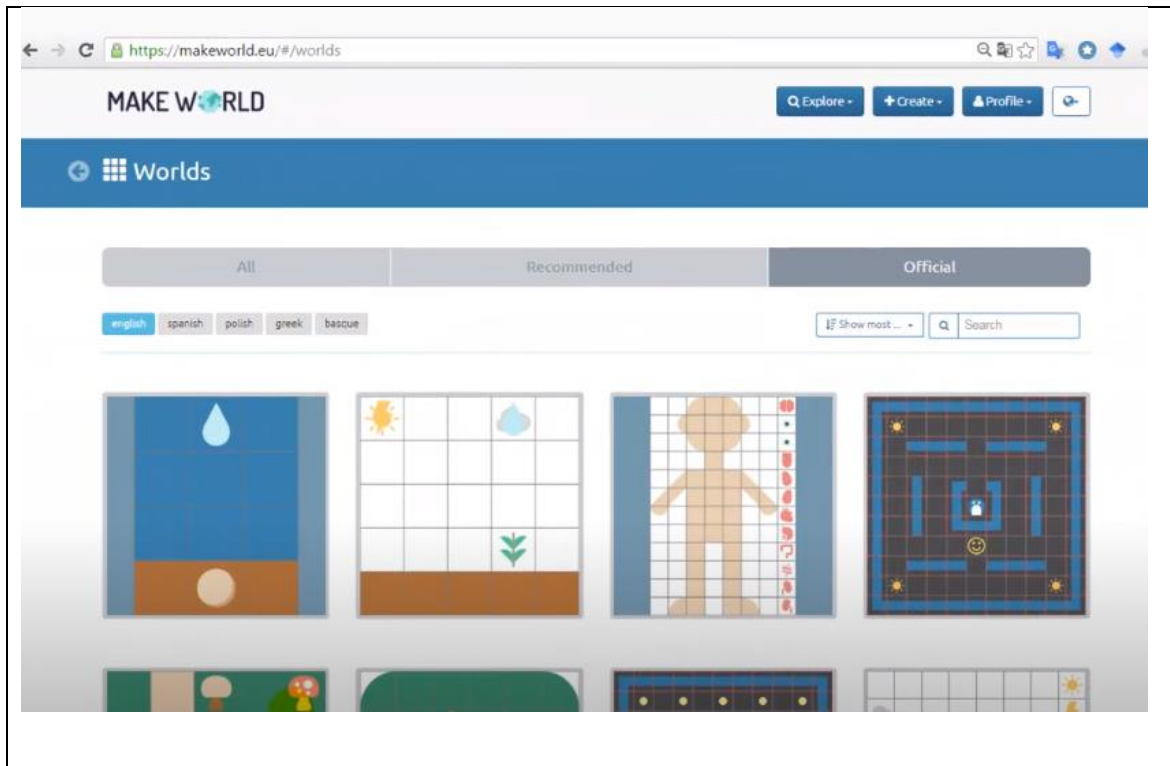 https://makeworld.eu/#/worlds
MAKE WORLD
Explore Create Profile
Worlds
All Recommended Official
english spanish polish greek basque Show most ... Search